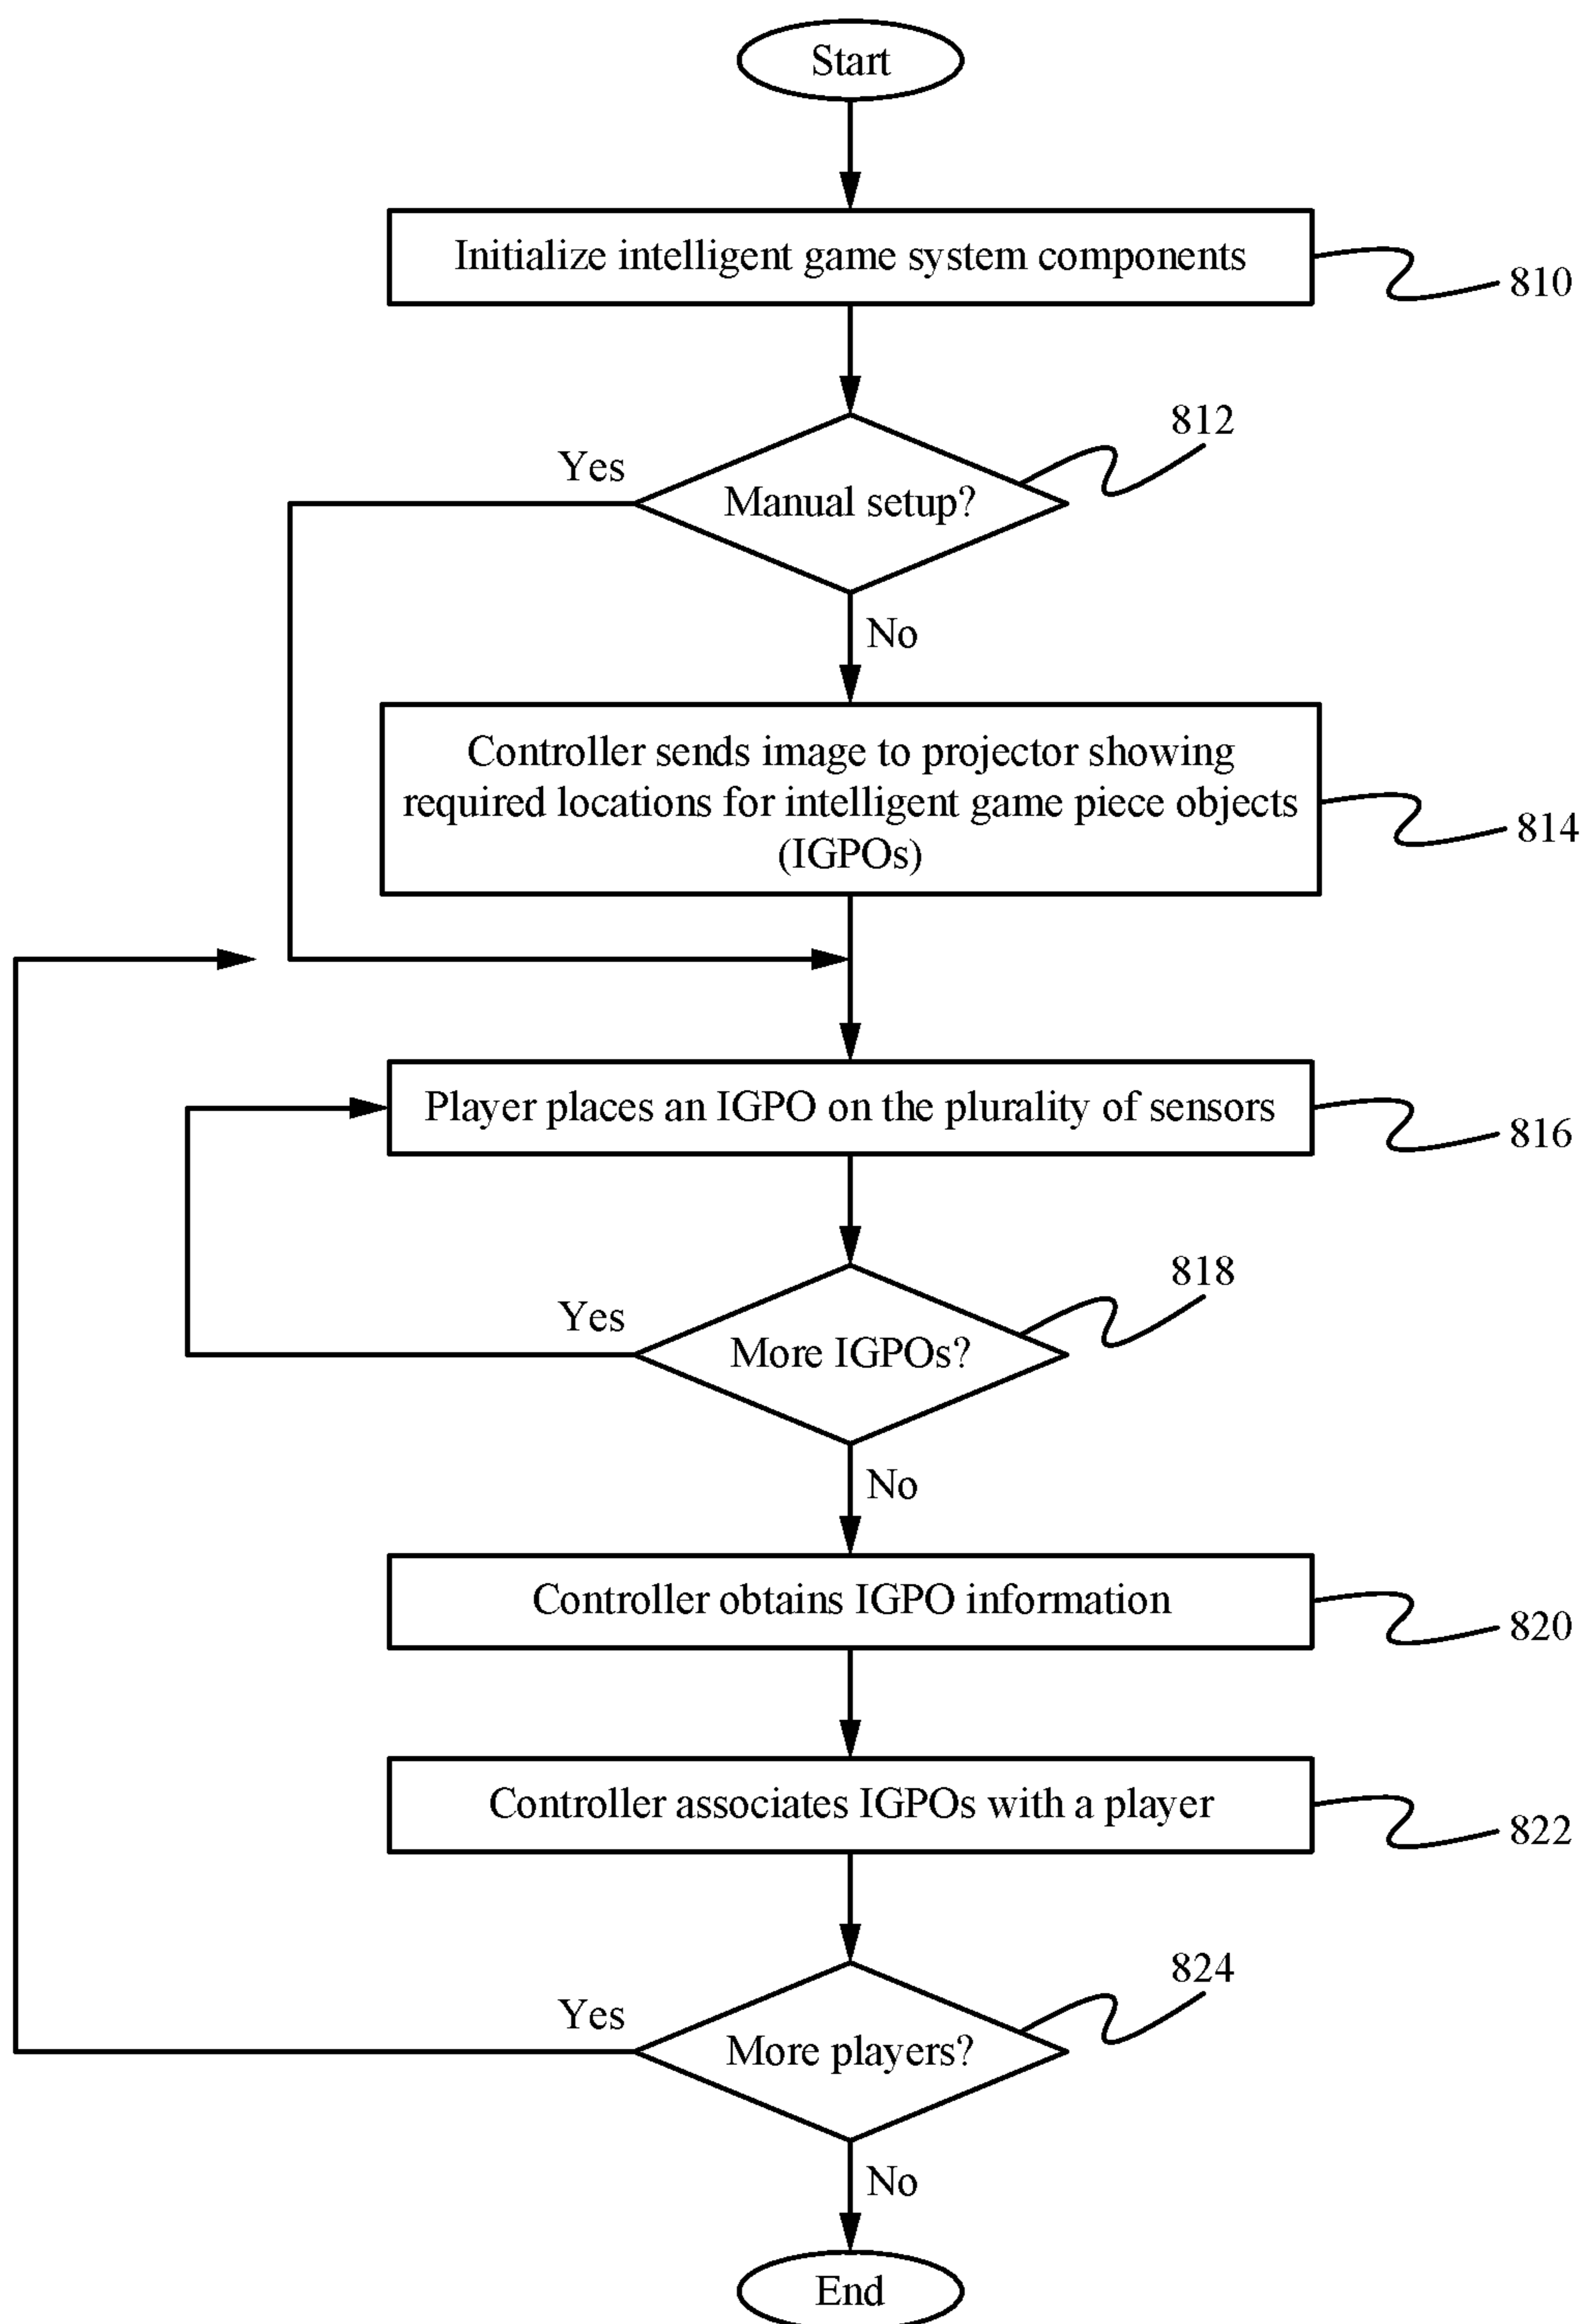 Start
Initialize intelligent game system components
810
812
Yes
Manual setup?
No
Controller sends image to projector showing
required locations for intelligent game piece objects
(IGPOs)
814
Player places an IGPO on the plurality of sensors
816
818
Yes
More IGPOs?
No
Controller obtains IGPO information
820
Controller associates IGPOs with a player
822
824
Yes
More players?
No
End